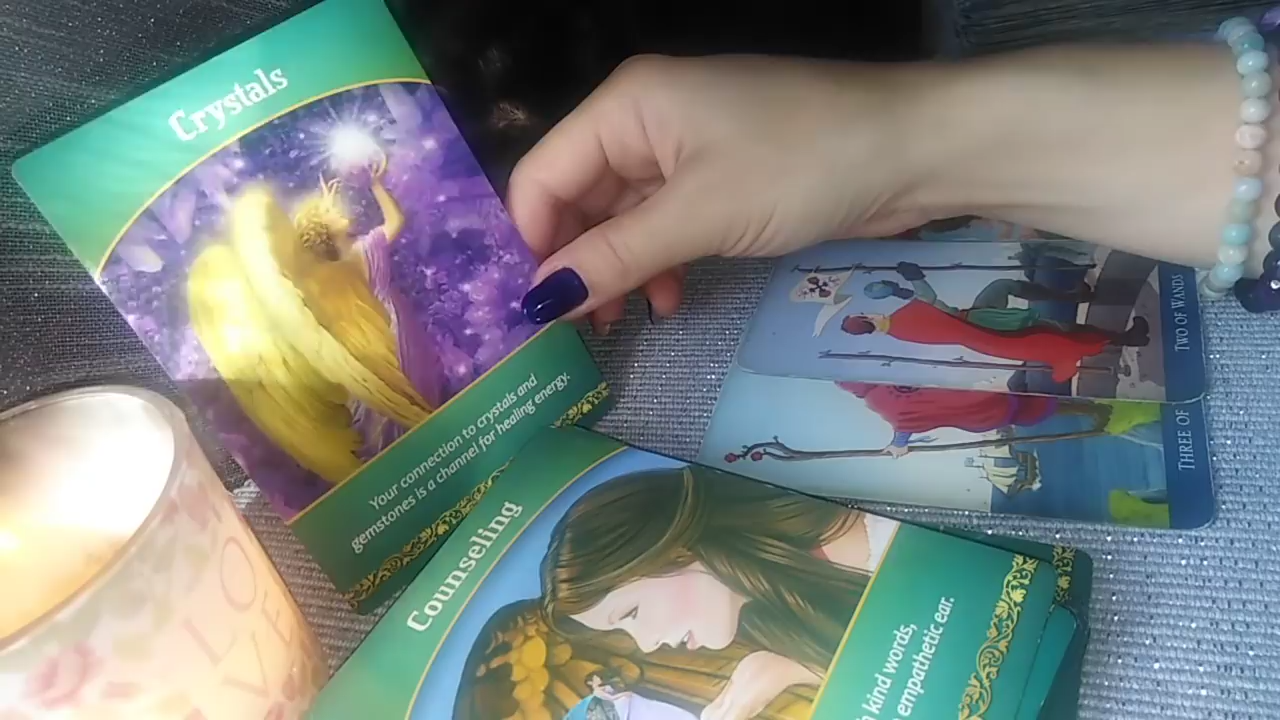 Crystals
Your connection to crystals and
gemstones is a channel for healing energy.
Counseling
kind words,
empathetic ear.
TWO OF WANDS
THREE OF
LOVE